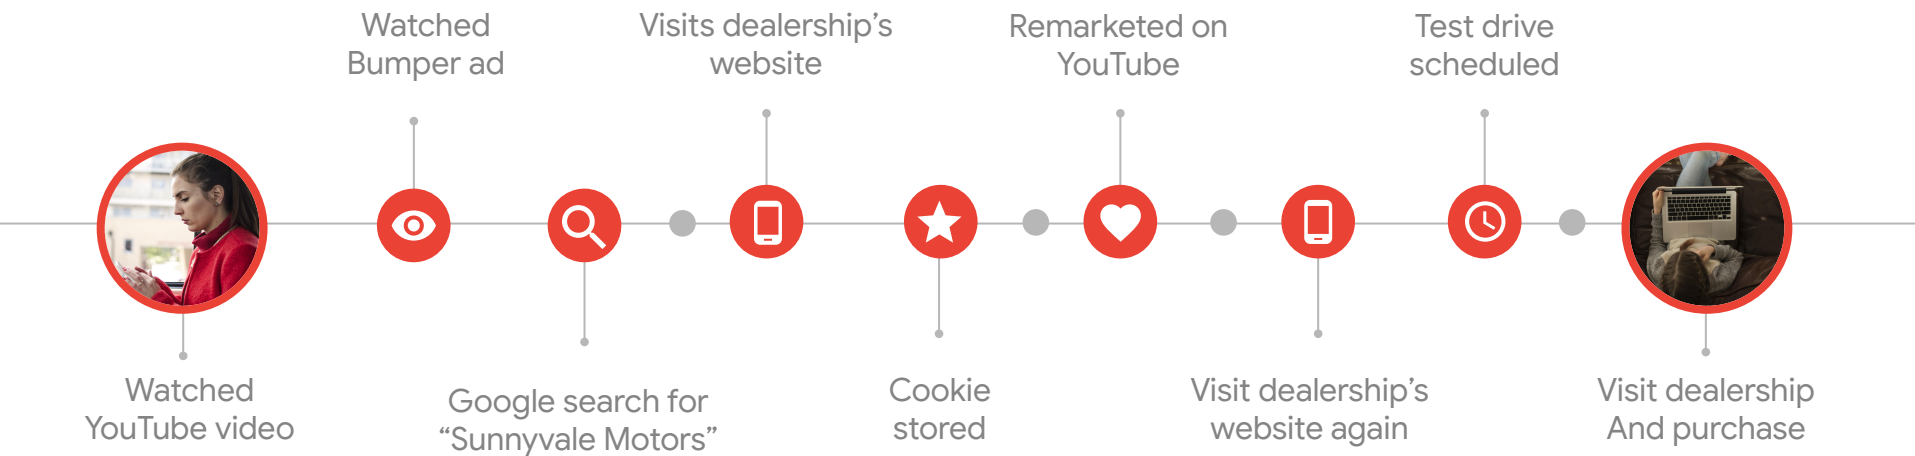 Watched
YouTube video
Watched
Bumper ad
Google search for
“Sunnyvale Motors”
Visits dealership’s
website
Cookie
stored
Remarketed on
YouTube
Visit dealership’s
website again
Test drive
scheduled
Visit dealership
And purchase